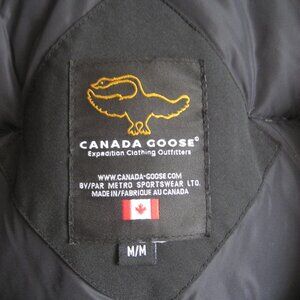 CANADA GOOSE®
Expedition Clothing Outfitters
WWW.CANADA-GOOSE.COM
BY/PAR METRO SPORTSWEAR LTD.
MADE IN/FABRIQUE AU CANADA
M/M